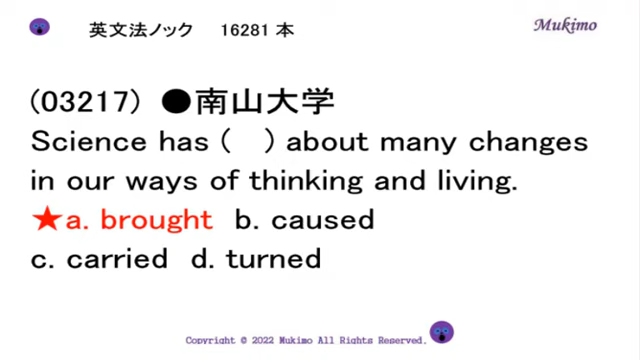 英文法ノック 16281 本
Mukimo
(03217) ●南山大学
Science has ( ) about many changes
in our ways of thinking and living.
★a. brought b. caused
c. carried d. turned
Copyright © 2022 Mukimo All Rights Reserved.